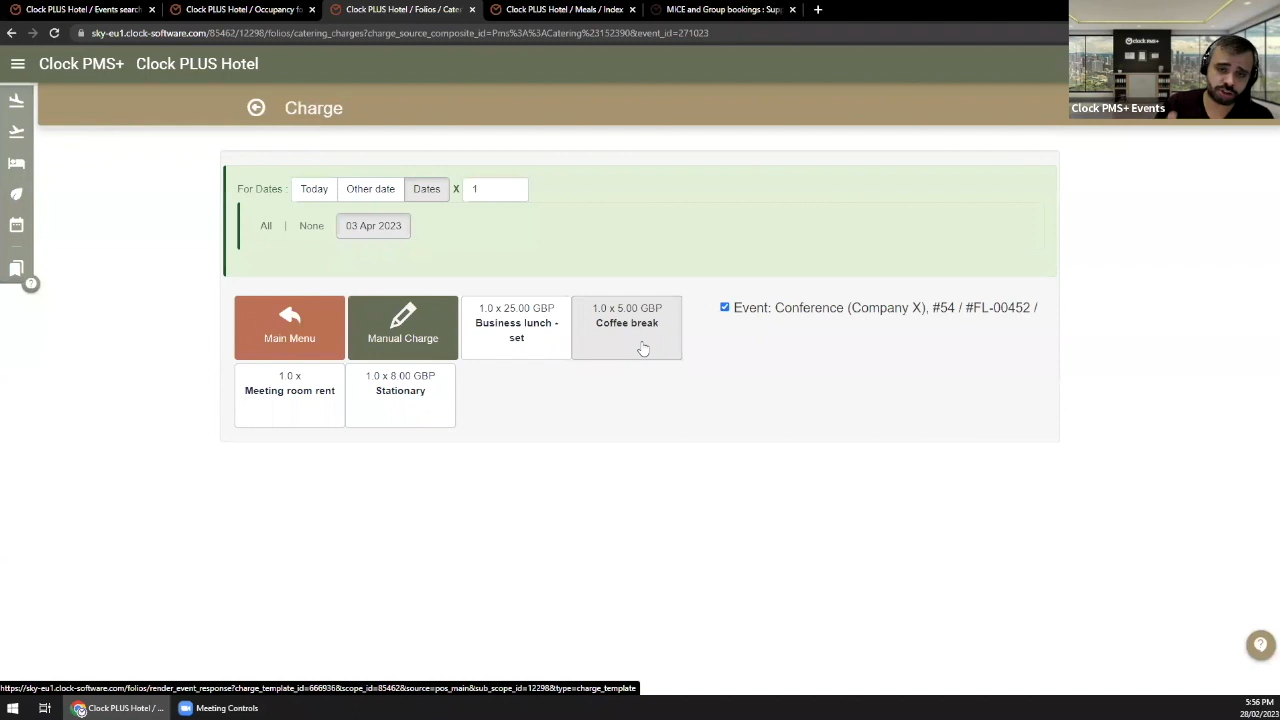 Clock PLUS Hotel / Events search
Clock PLUS Hotel / Occupancy fo
Clock PLUS Hotel / Folios / Cater
Clock PLUS Hotel / Meals / Index
MICE and Group bookings : Supp
sky-eu1.clock-software.com/85462/12298/folios/catering_charges?charge_source_composite_id=Pms%3A%3ACatering%23152390&event_id=271023
Clock PMS+ Clock PLUS Hotel
clock PMS+
Clock PMS+ Events
Charge
For Dates : Today Other date Dates X 1
All | None 03 Apr 2023
Main Menu
Manual Charge
1.0 x 25.00 GBP
Business lunch -
set
1.0 x 5.00 GBP
Coffee break
Event: Conference (Company X), #54 / #FL-00452 /
1.0 x
Meeting room rent
1.0 x 8.00 GBP
Stationary
https://sky-eu1.clock-software.com/folios/render_event_response?charge_template_id=666936&scope_id=85462&source=pos_main&sub_scope_id=12298&type=charge_template
Clock PLUS Hotel / ...
Meeting Controls
5:56 PM
28/02/2023